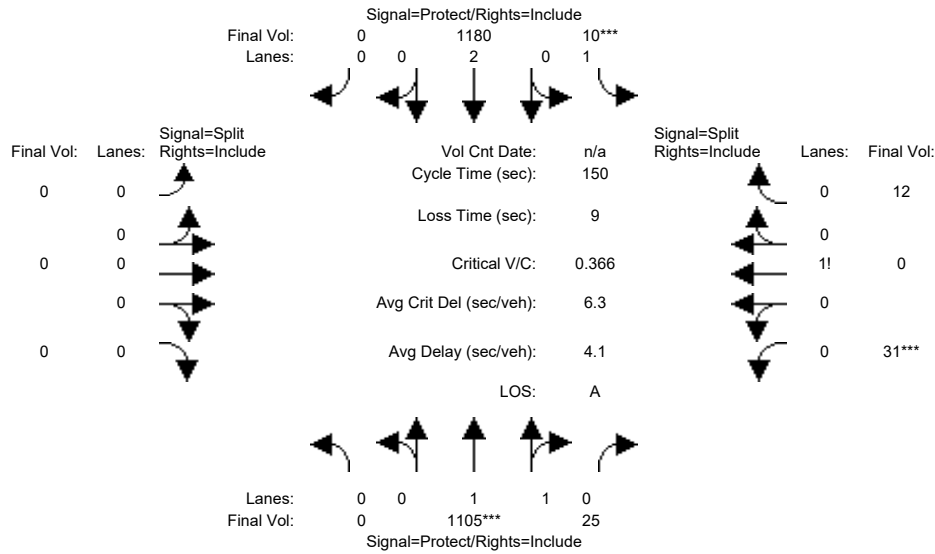 Signal=Protect/Rights=Include
Final Vol: 0 1180 10***
Lanes: 0 0 2 0 1
Signal=Split
Final Vol: Lanes: Rights=Include
Vol Cnt Date: n/a
Signal=Split
Rights=Include Lanes: Final Vol:
Cycle Time (sec): 150
0 0
0 12
Loss Time (sec): 9
0
0
0 0
Critical V/C: 0.366
1! 0
0
Avg Crit Del (sec/veh): 6.3
0
0 0
Avg Delay (sec/veh): 4.1
0 31***
LOS: A
Lanes: 0 0 1 1 0
Final Vol: 0 1105*** 25
Signal=Protect/Rights=Include